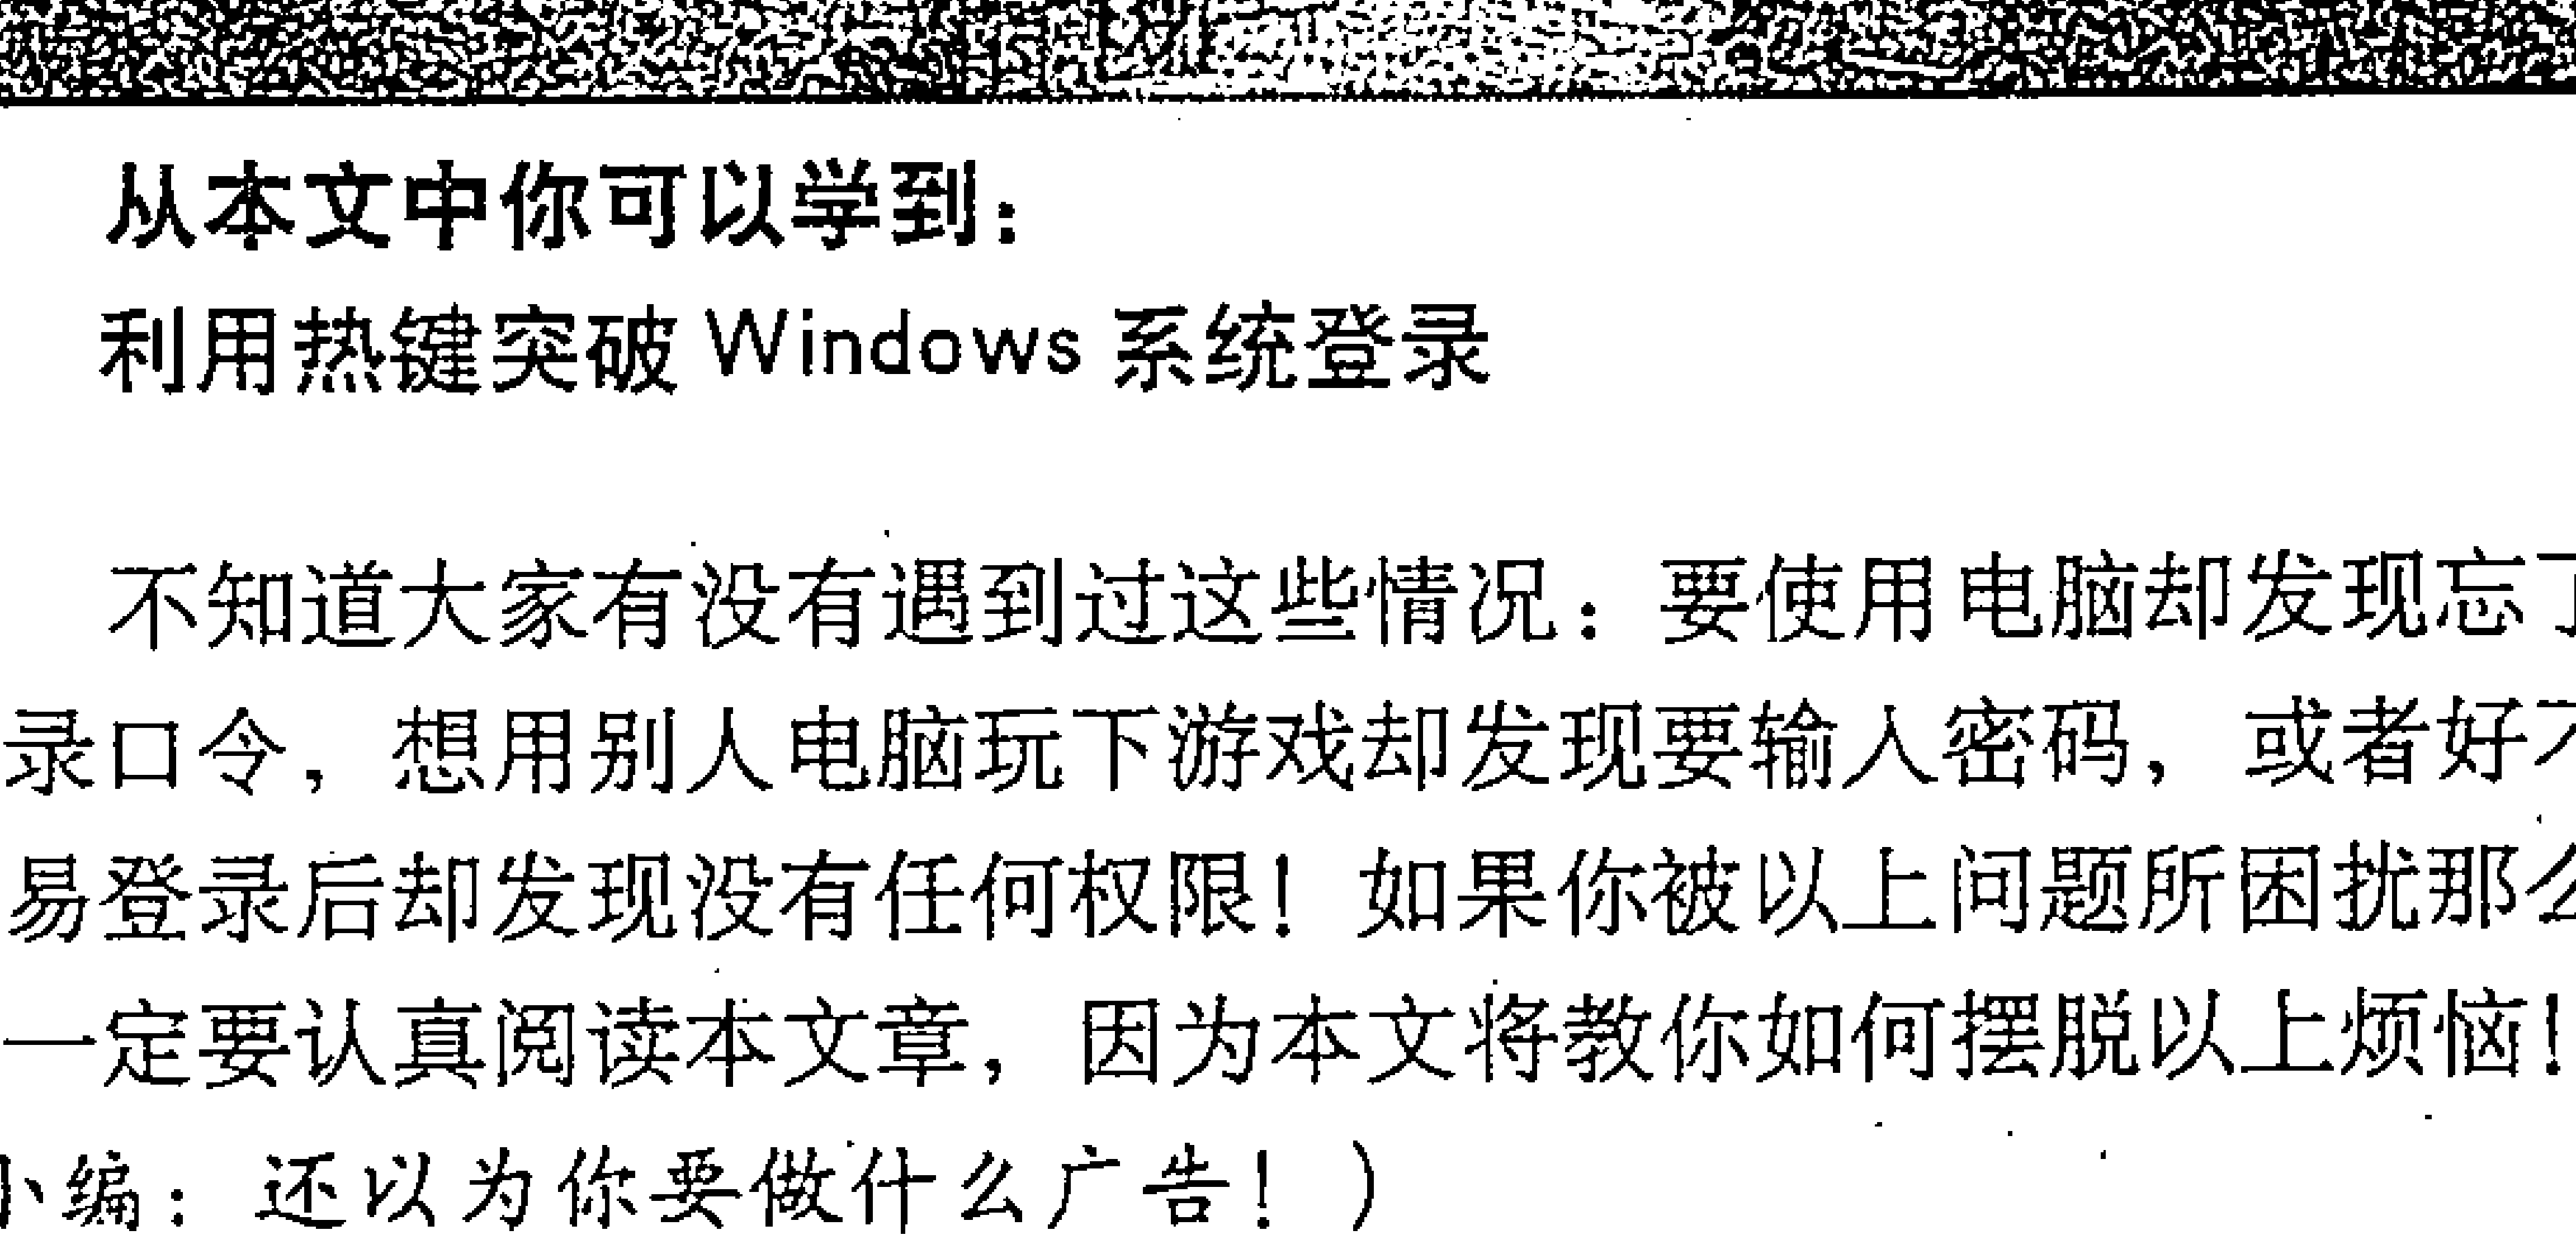 从本文中你可以学到：
利用热键突破 Windows 系统登录
不知道大家有没有遇到过这些情况：要使用电脑却发现忘了
录口令，想用别人电脑玩下游戏却发现要输入密码，或者好不
易登录后却发现没有任何权限！如果你被以上问题所困扰那么
一定要认真阅读本文章，因为本文将教你如何摆脱以上烦恼！
小编：还以为你要做什么广告！）